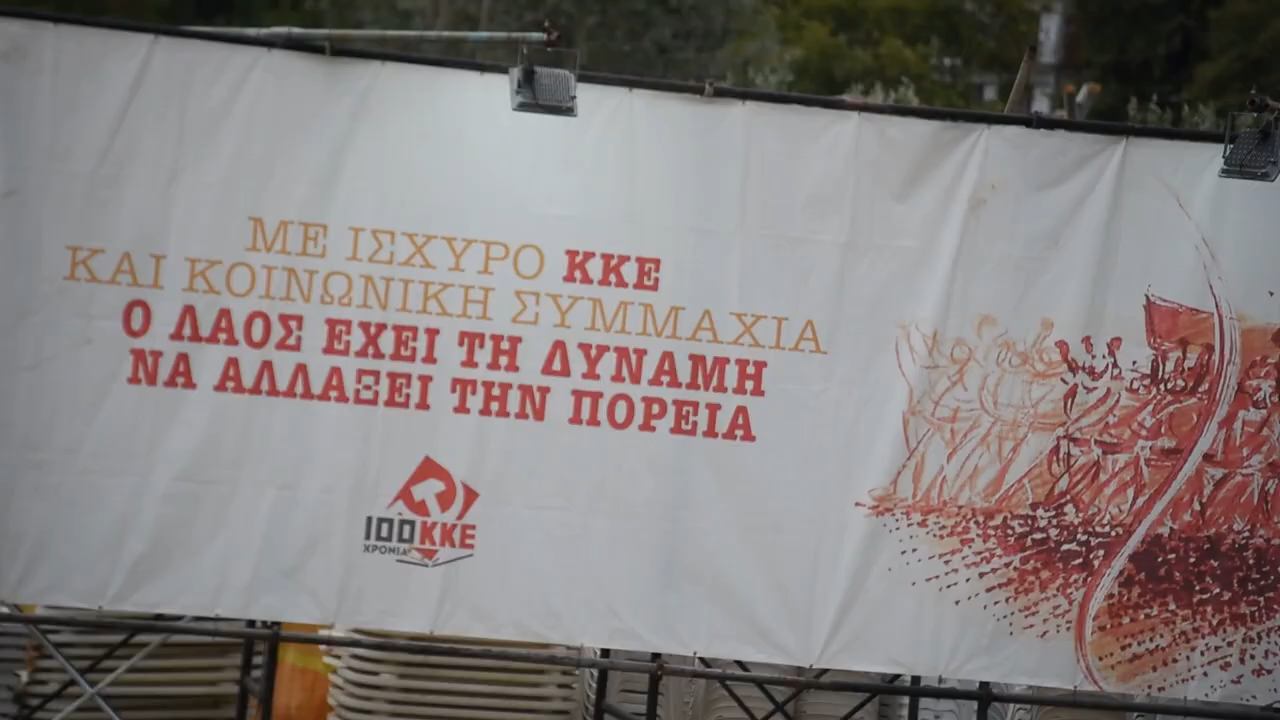 ΜΕ ΙΣΧΥΡΟ ΚΚΕ
ΚΑΙ ΚΟΙΝΩΝΙΚΗ ΣΥΜΜΑΧΙΑ
Ο ΛΑΟΣ ΕΧΕΙ ΤΗ ΔΥΝΑΜΗ
ΝΑ ΑΛΛΑΞΕΙ ΤΗΝ ΠΟΡΕΙΑ
100 ΚΚΕ
ΧΡΟΝΙΑ